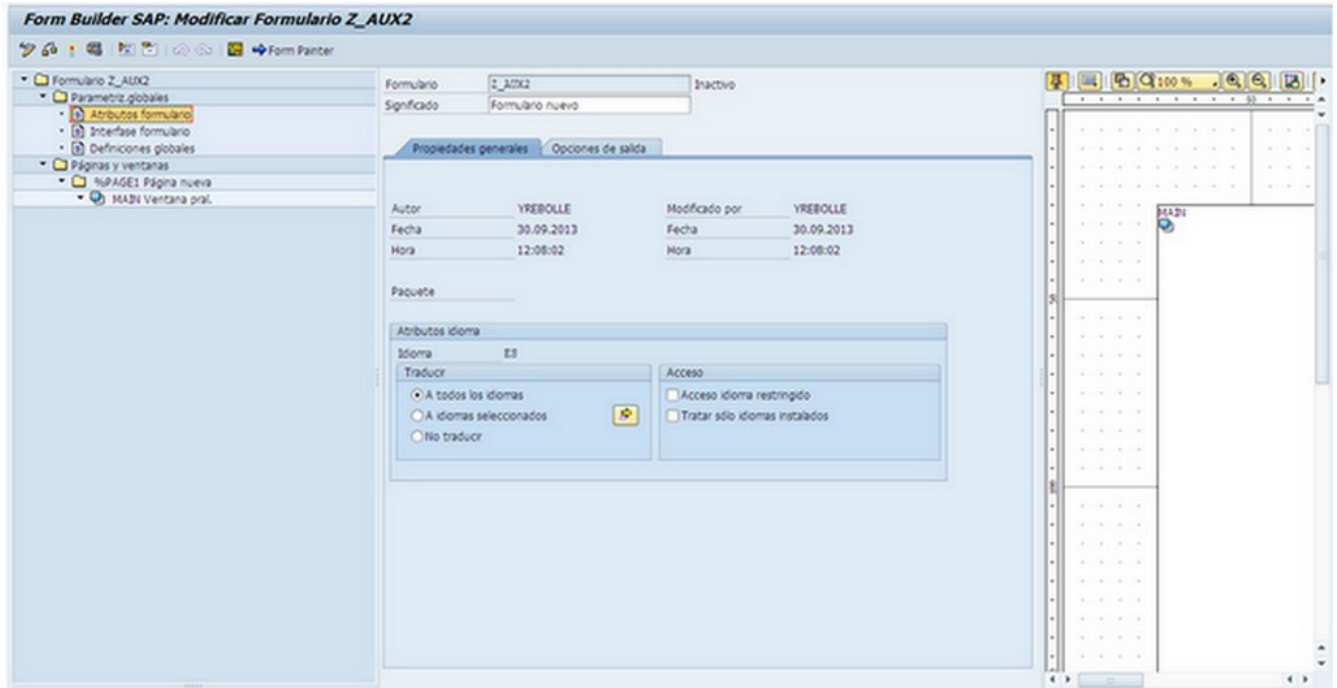 Form Builder SAP: Modificar Formulario Z_AUX2
Form Painter
Formulario Z_AUX2
Parametriz.globales
Atributos formulario
Interfase formulario
Definiciones globales
Páginas y ventanas
%PAGE1 Página nueva
MAIN Ventana pral.
Formulario Z_AUX2 Inactivo
Significado Formulario nuevo
Propiedades generales Opciones de salida
Autor YREBOLLE Modificado por YREBOLLE
Fecha 30.09.2013 Fecha 30.09.2013
Hora 12:08:02 Hora 12:08:02
Paquete
Atributos idioma
Idioma ES
Traducir Acceso
A todos los idiomas Acceso idioma restringido
A idiomas seleccionados Tratar sólo idiomas instalados
No traducir
100 %
50
MAIN
50
100